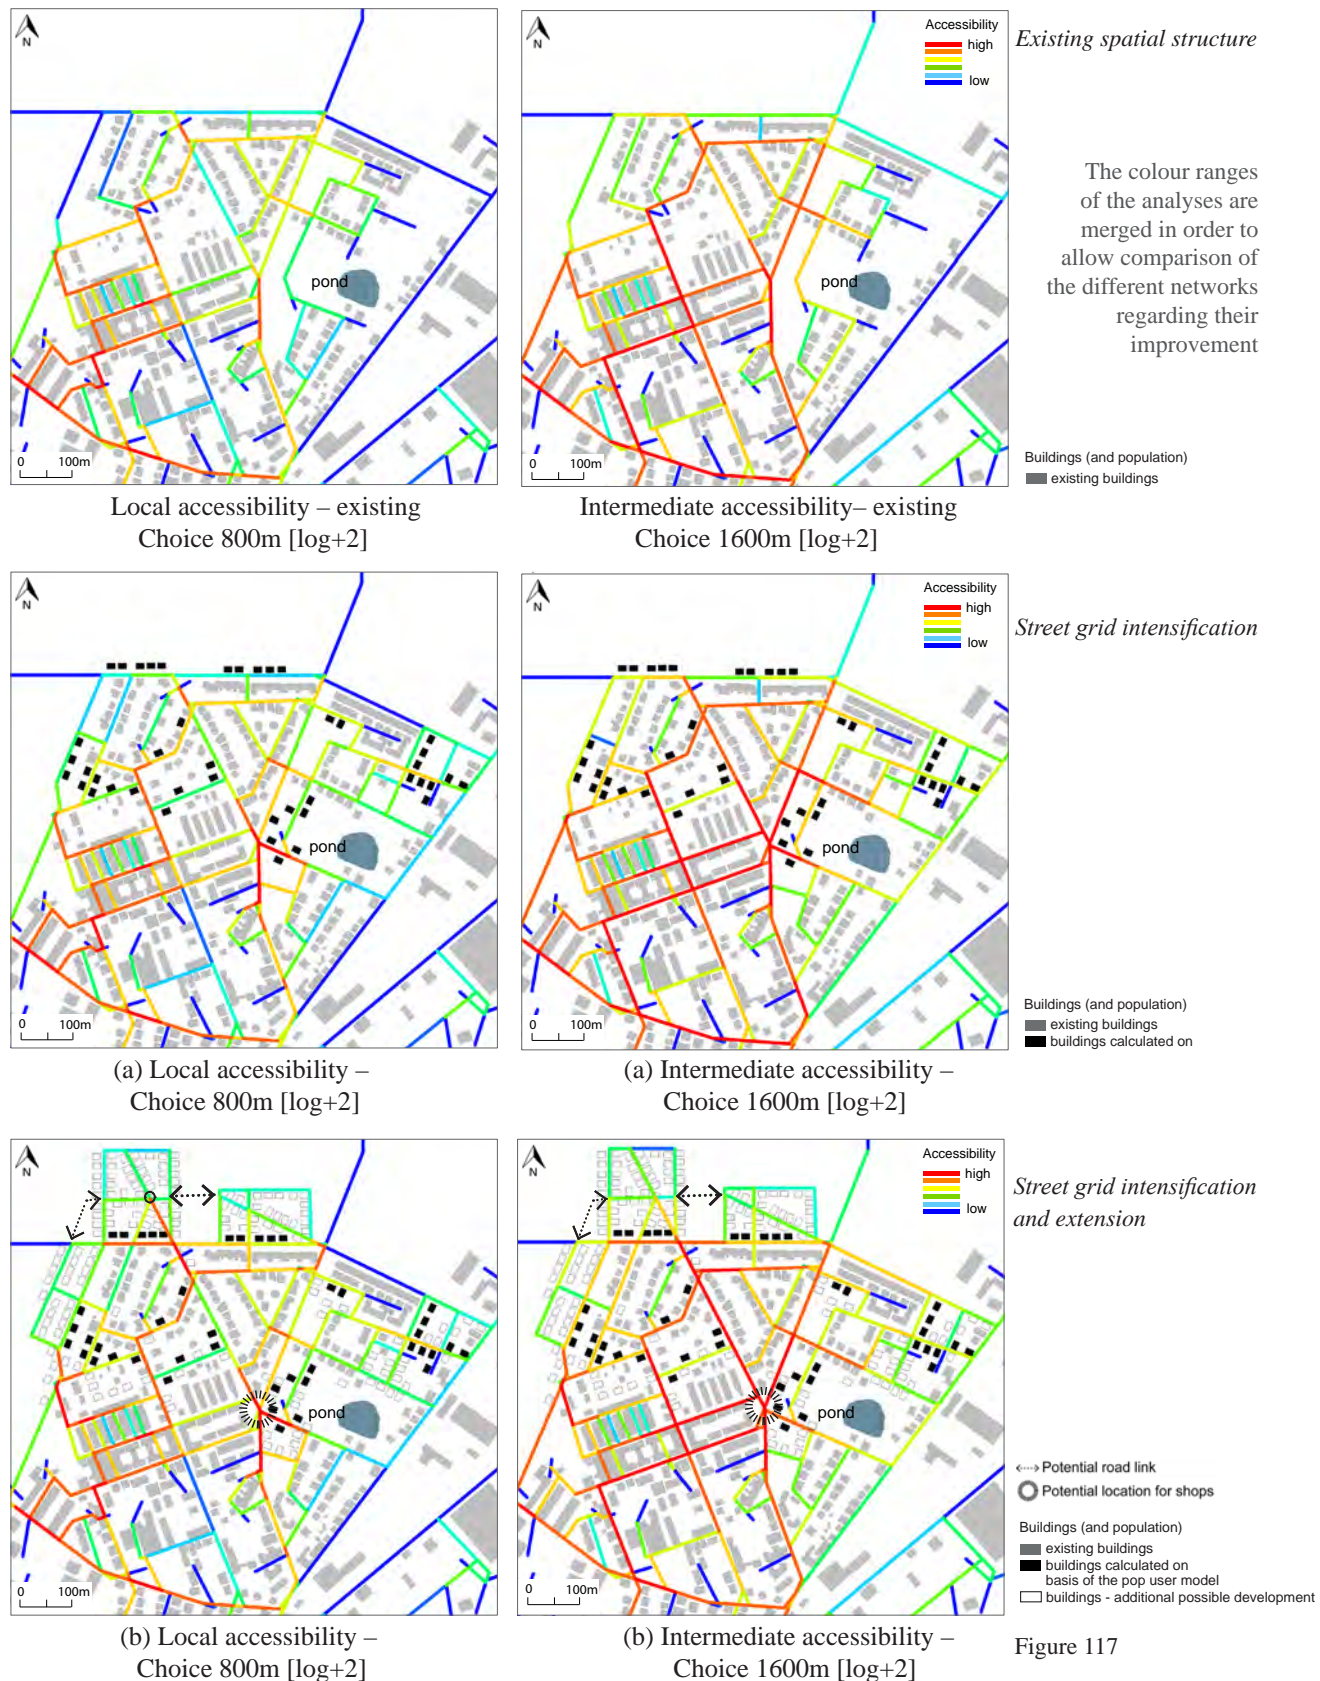 N
pond
0 100m
Local accessibility – existing
Choice 800m [log+2]
N
Accessibility
high
low
pond
0 100m
Intermediate accessibility– existing
Choice 1600m [log+2]
Existing spatial structure
The colour ranges
of the analyses are
merged in order to
allow comparison of
the different networks
regarding their
improvement
Buildings (and population)
existing buildings
N
pond
0 100m
(a) Local accessibility –
Choice 800m [log+2]
N
Accessibility
high
low
pond
0 100m
(a) Intermediate accessibility –
Choice 1600m [log+2]
Street grid intensification
Buildings (and population)
existing buildings
buildings calculated on
N
pond
0 100m
(b) Local accessibility –
Choice 800m [log+2]
N
Accessibility
high
low
pond
0 100m
(b) Intermediate accessibility –
Choice 1600m [log+2]
Street grid intensification
and extension
Potential road link
Potential location for shops
Buildings (and population)
existing buildings
buildings calculated on
basis of the pop user model
buildings - additional possible development
Figure 117